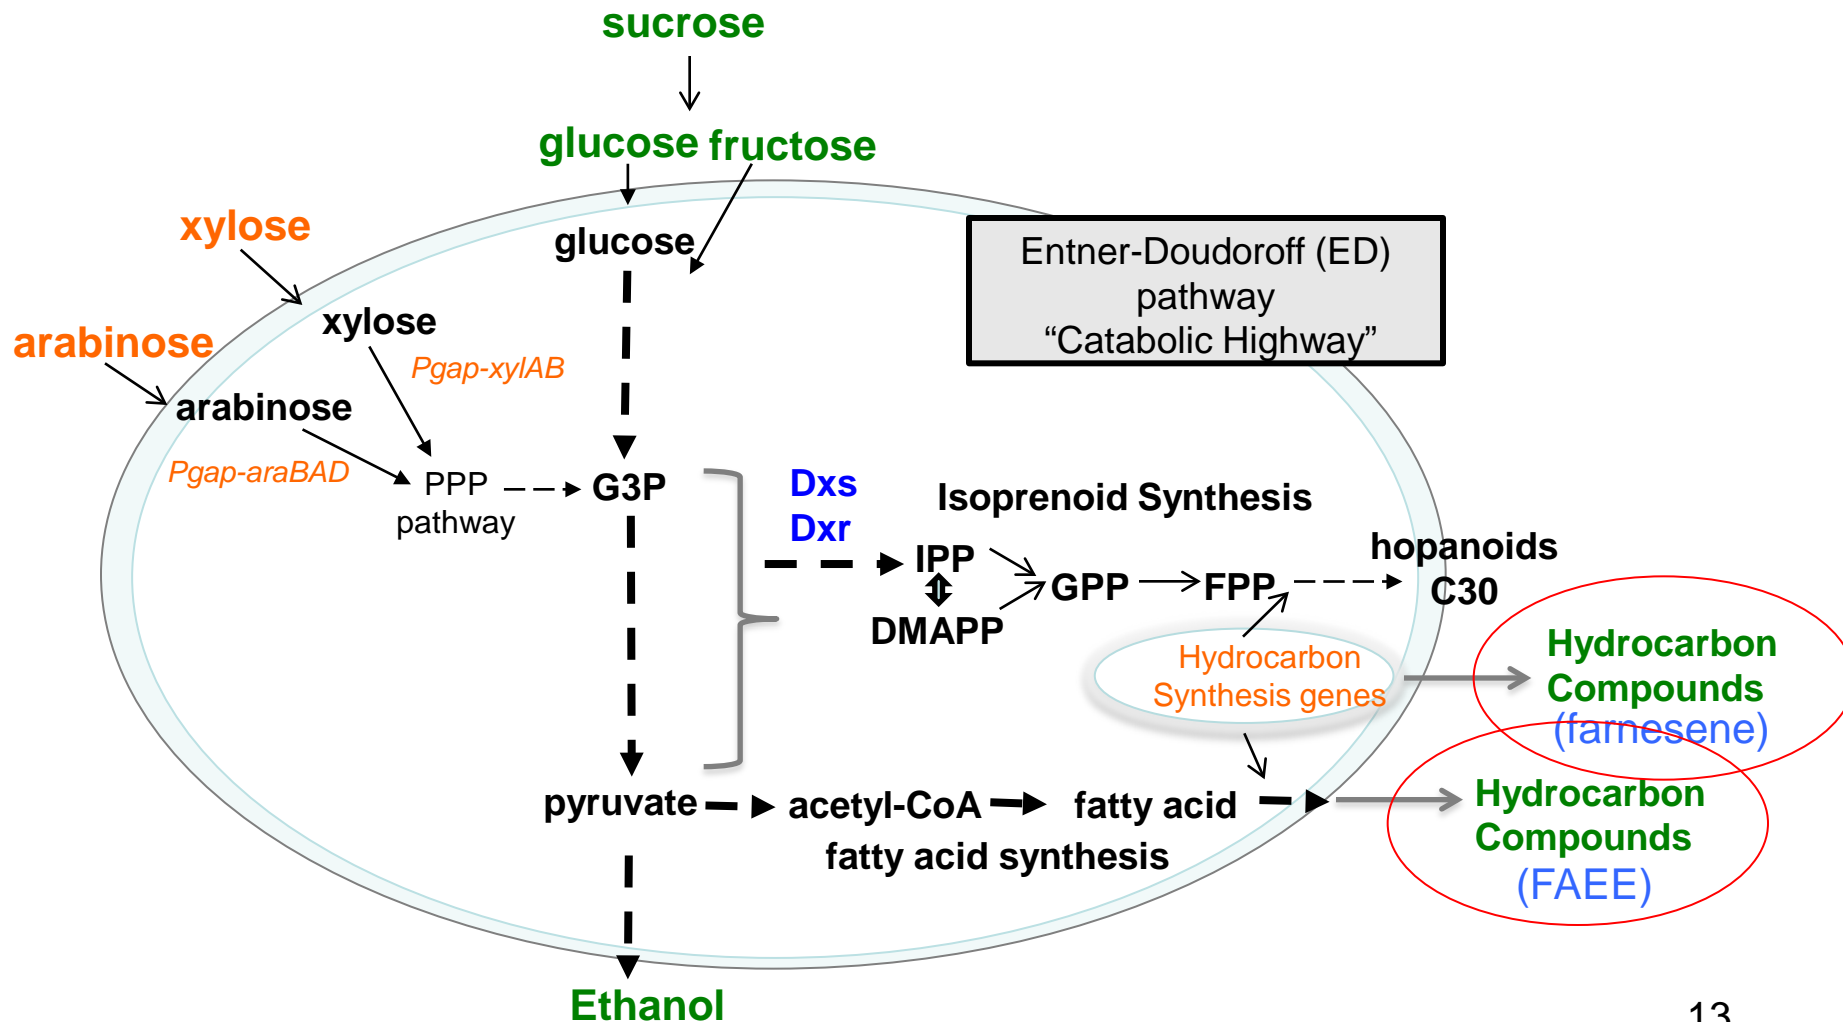 sucrose
glucose fructose
xylose
glucose
Entner-Doudoroff (ED)
pathway
“Catabolic Highway”
xylose
arabinose
Pgap-xylAB
arabinose
Pgap-araBAD
PPP
pathway
G3P
Dxs
Dxr
Isoprenoid Synthesis
IPP
DMAPP
GPP
FPP
hopanoids
C30
Hydrocarbon
Synthesis genes
Hydrocarbon
Compounds
(farnesene)
pyruvate
acetyl-CoA
fatty acid
fatty acid synthesis
Hydrocarbon
Compounds
(FAEE)
Ethanol
13